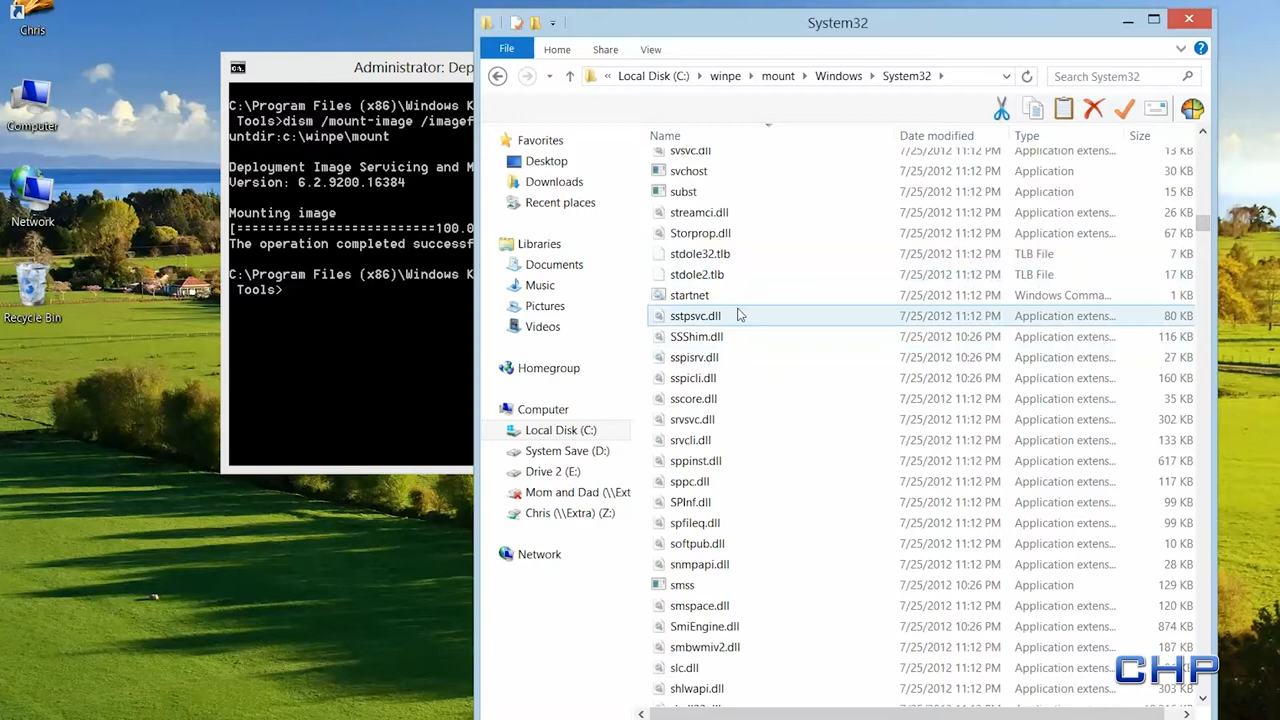 Chris
Computer
Network
Recycle Bin
Administrator: Dep
C:\Program Files (x86)\Windows K
Tools>dism /mount-image /imagef
untdir:c:\winpe\mount
Deployment Image Servicing and M
Version: 6.2.9200.16384
Mounting image
[--------------------------100.0
The operation completed successf
C:\Program Files (x86)\Windows K
Tools>
System32
File Home Share View
« Local Disk (C:) winpe mount Windows System32
Search System32
Favorites
Desktop
Downloads
Recent places
Libraries
Documents
Music
Pictures
Videos
Homegroup
Computer
Local Disk (C:)
System Save (D:)
Drive 2 (E:)
Mom and Dad (\\Ext
Chris (\\Extra) (Z:)
Network
Name Date modified Type Size
svsvc.dll 7/25/2012 11:12 PM Application extens... 13 KB
svchost 7/25/2012 11:12 PM Application 30 KB
subst 7/25/2012 11:12 PM Application 15 KB
streamci.dll 7/25/2012 11:12 PM Application extens... 26 KB
Storprop.dll 7/25/2012 11:12 PM Application extens... 67 KB
stdole32.tlb 7/25/2012 11:12 PM TLB File 7 KB
stdole2.tlb 7/25/2012 11:12 PM TLB File 17 KB
startnet 7/25/2012 11:12 PM Windows Comma... 1 KB
sstpsvc.dll 7/25/2012 11:12 PM Application extens... 80 KB
SSShim.dll 7/25/2012 10:26 PM Application extens... 116 KB
sspisrv.dll 7/25/2012 10:26 PM Application extens... 27 KB
sspicli.dll 7/25/2012 10:26 PM Application extens... 160 KB
sscore.dll 7/25/2012 11:12 PM Application extens... 35 KB
srvsvc.dll 7/25/2012 11:12 PM Application extens... 302 KB
srvcli.dll 7/25/2012 11:12 PM Application extens... 133 KB
sppinst.dll 7/25/2012 11:12 PM Application extens... 617 KB
sppc.dll 7/25/2012 11:12 PM Application extens... 117 KB
SPInf.dll 7/25/2012 11:12 PM Application extens... 99 KB
spfileq.dll 7/25/2012 11:12 PM Application extens... 99 KB
softpub.dll 7/25/2012 11:12 PM Application extens... 10 KB
snmpapi.dll 7/25/2012 11:12 PM Application extens... 28 KB
smss 7/25/2012 10:26 PM Application 129 KB
smspace.dll 7/25/2012 11:12 PM Application extens... 120 KB
SmiEngine.dll 7/25/2012 10:26 PM Application extens... 874 KB
smbwmiv2.dll 7/25/2012 11:12 PM Application extens... 187 KB
slc.dll 7/25/2012 11:12 PM Application extens...
shlwapi.dll 7/25/2012 11:12 PM Application extens... 303 KB
CHP